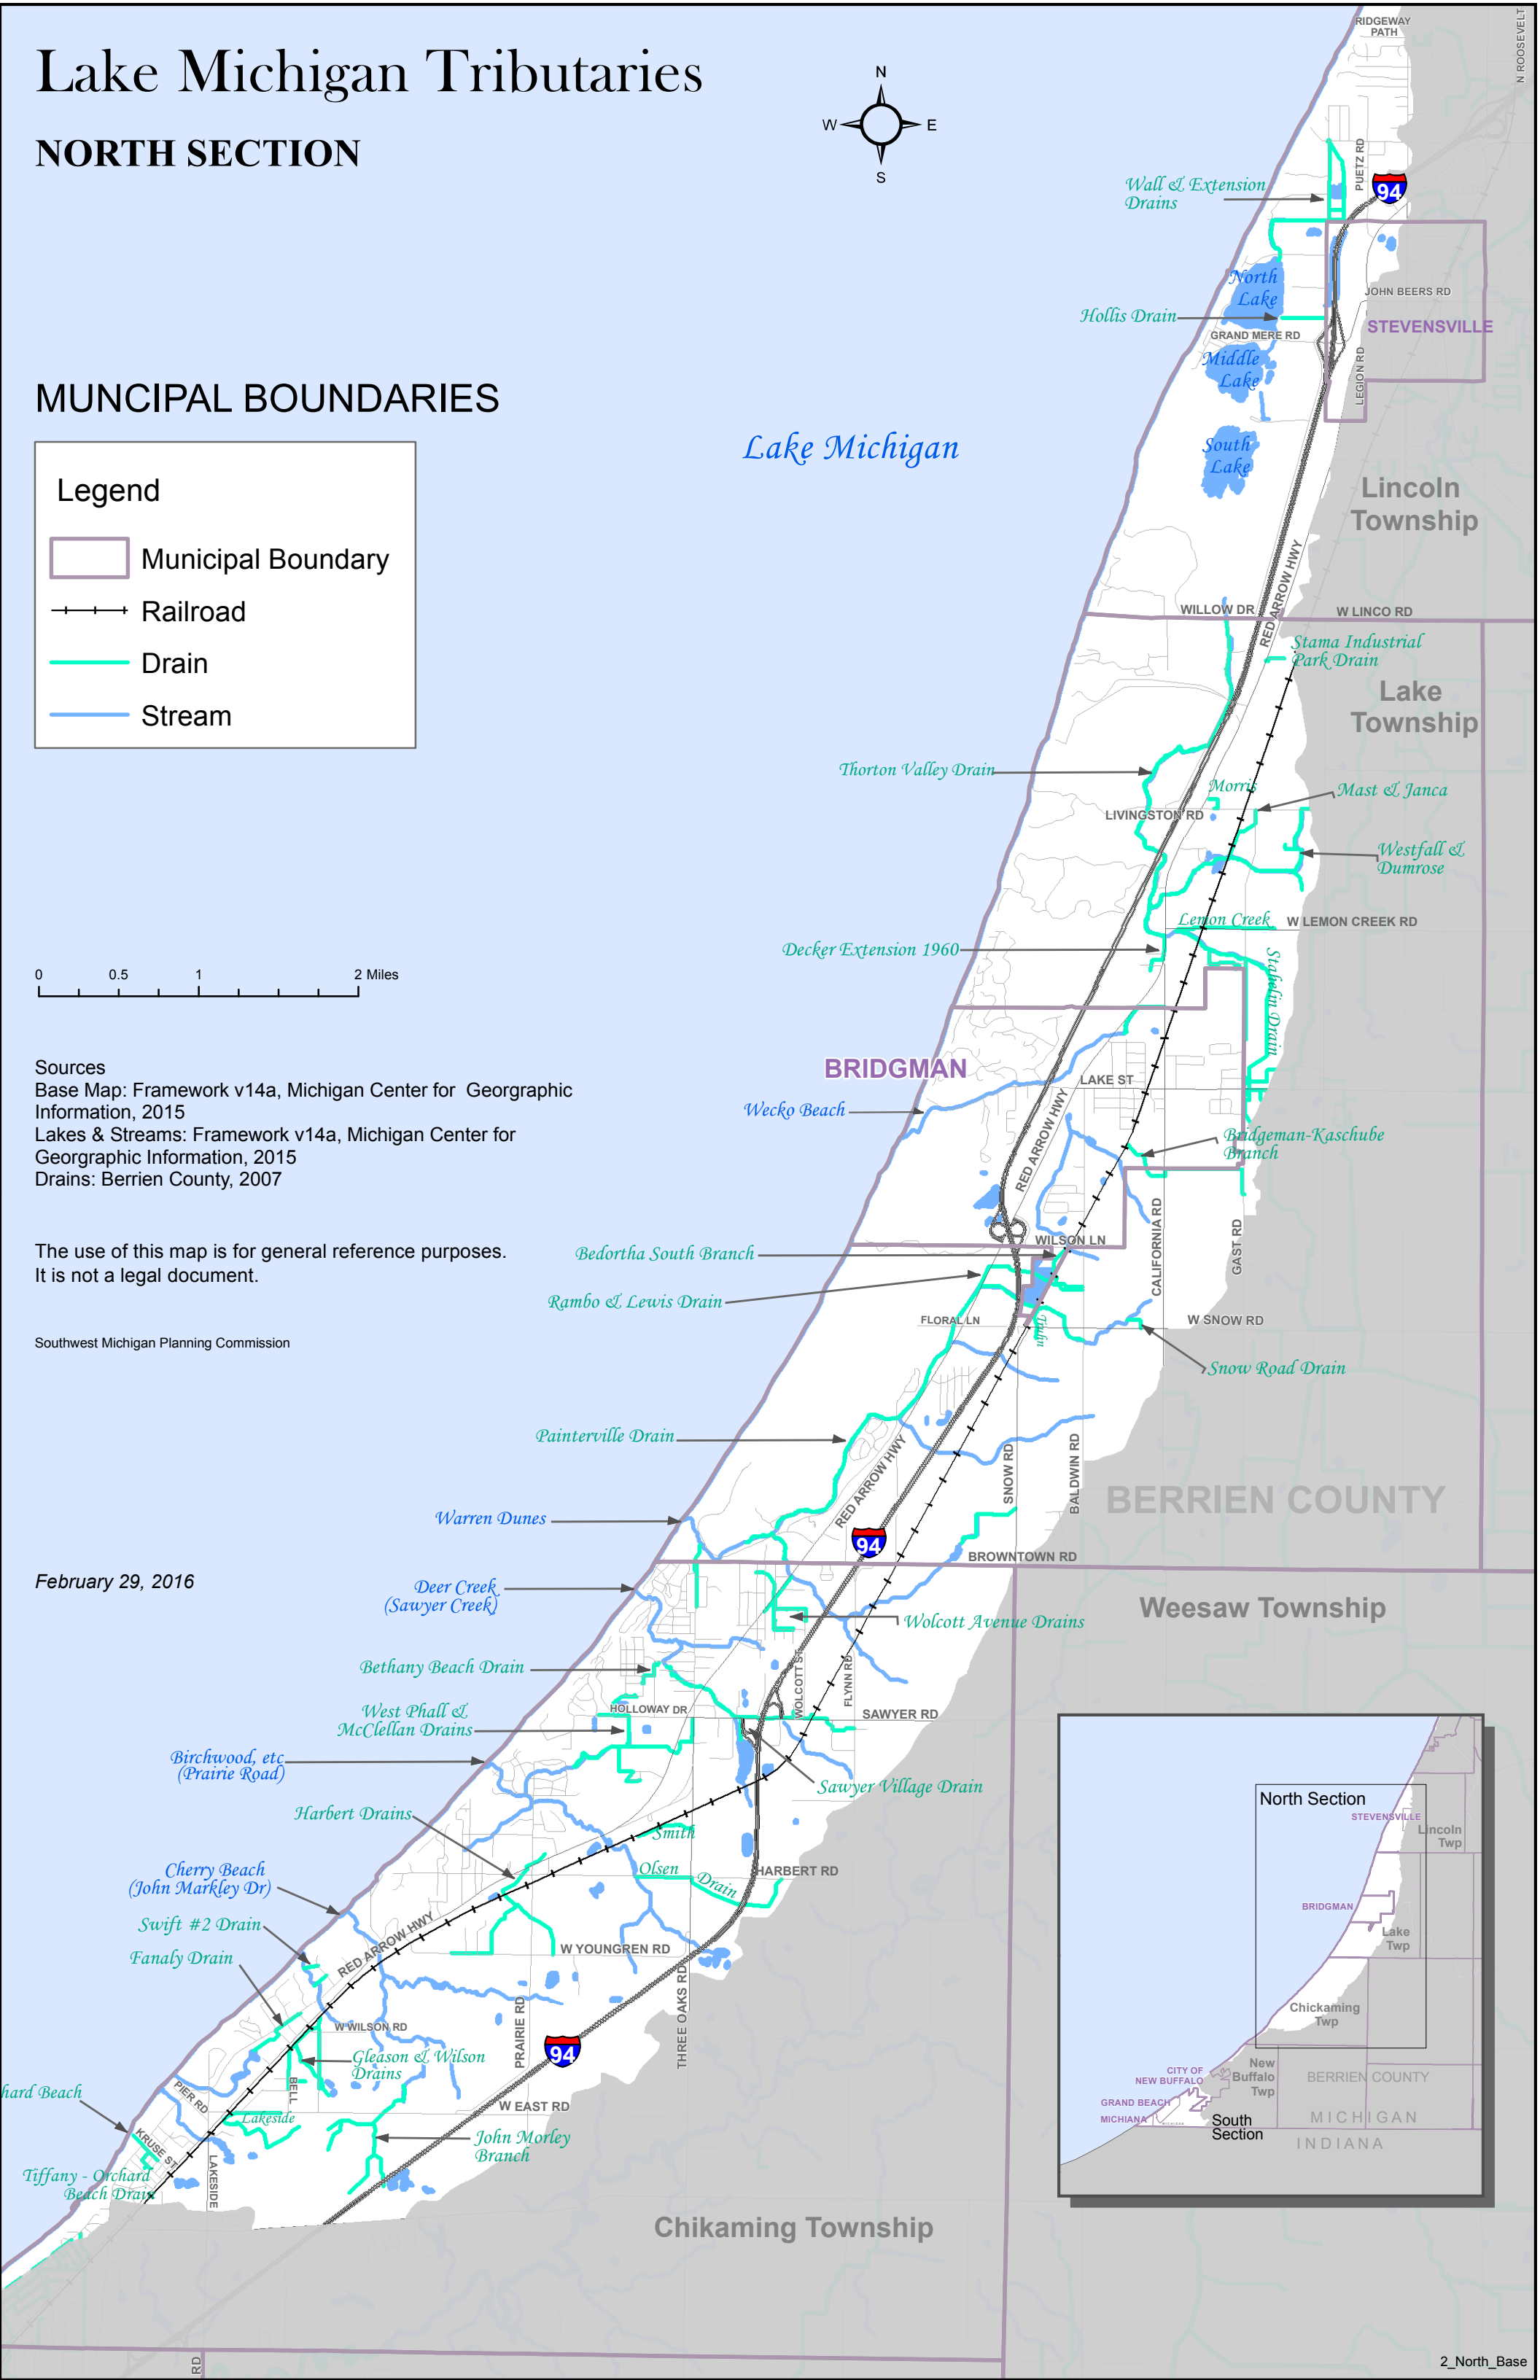 Lake Michigan Tributaries
NORTH SECTION
N
W
E
S
RIDGEWAY
PATH
N ROOSEVELT
PUETZ RD
94
Wall & Extension
Drains
North
Lake
JOHN BEERS RD
Hollis Drain
STEVENSVILLE
GRAND MERE RD
Middle
Lake
LEGION RD
MUNCIPAL BOUNDARIES
Legend
Municipal Boundary
Railroad
Drain
Stream
Lake Michigan
South
Lake
Lincoln
Township
RED ARROW HWY
WILLOW DR
W LINCO RD
Stama Industrial
Park Drain
Lake
Township
Thorton Valley Drain
Morris
Mast & Janca
LIVINGSTON RD
Westfall &
Dumrose
Lemon Creek
W LEMON CREEK RD
Decker Extension 1960
Stahelin Drain
0
0.5
1
2 Miles
Sources
Base Map: Framework v14a, Michigan Center for Georgraphic
Information, 2015
Lakes & Streams: Framework v14a, Michigan Center for
Georgraphic Information, 2015
Drains: Berrien County, 2007
The use of this map is for general reference purposes.
It is not a legal document.
Southwest Michigan Planning Commission
February 29, 2016
BRIDGMAN
LAKE ST
Wecko Beach
RED ARROW HWY
Bridgeman-Kaschube
Branch
CALIFORNIA RD
GAST RD
WILSON LN
Bedortha South Branch
Rambo & Lewis Drain
FLORAL LN
W SNOW RD
Snow Road Drain
Painterville Drain
RED ARROW HWY
SNOW RD
BALDWIN RD
BERRIEN COUNTY
Warren Dunes
94
BROWNTOWN RD
Deer Creek
(Sawyer Creek)
Weesaw Township
Wolcott Avenue Drains
Bethany Beach Drain
WOLCOTT ST
FLYNN RD
West Phall &
McClellan Drains
HOLLOWAY DR
SAWYER RD
Birchwood, etc
(Prairie Road)
Sawyer Village Drain
Harbert Drains
Smith
Cherry Beach
(John Markley Dr)
Olsen
Drain
HARBERT RD
Swift #2 Drain
RED ARROW HWY
Fanaly Drain
W YOUNGREN RD
PRAIRIE RD
THREE OAKS RD
W WILSON RD
94
Gleason & Wilson
Drains
BELL
hard Beach
PIER RD
Lakeside
W EAST RD
KRUSE ST
John Morley
Branch
LAKESIDE
Tiffany - Orchard
Beach Drain
Chikaming Township
North Section
STEVENSVILLE
Lincoln
Twp
BRIDGMAN
Lake
Twp
Chickaming
Twp
CITY OF
NEW BUFFALO
New
Buffalo
Twp
BERRIEN COUNTY
GRAND BEACH
MICHIANA
South
Section
MICHIGAN
INDIANA
RD
2_North_Base